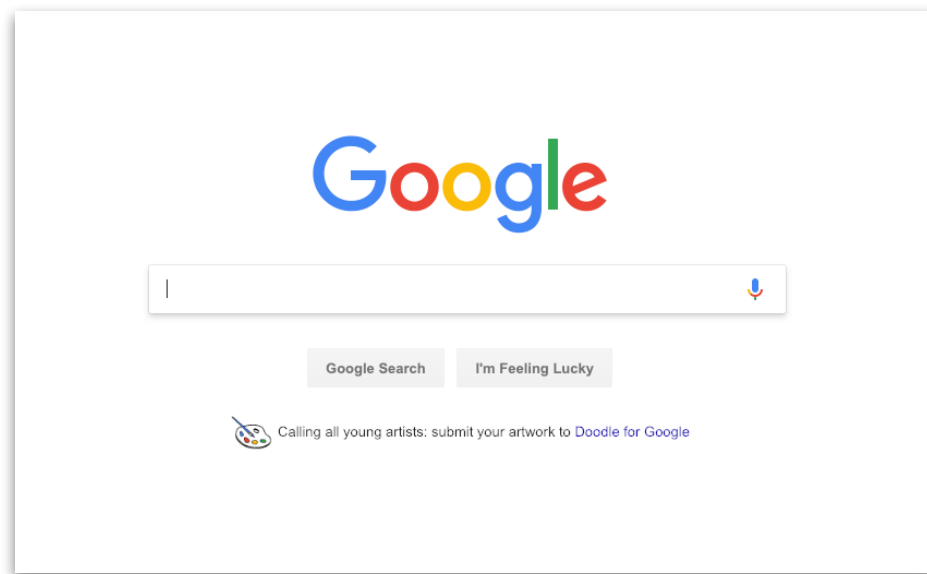 Google
Google Search
I'm Feeling Lucky
Calling all young artists: submit your artwork to Doodle for Google